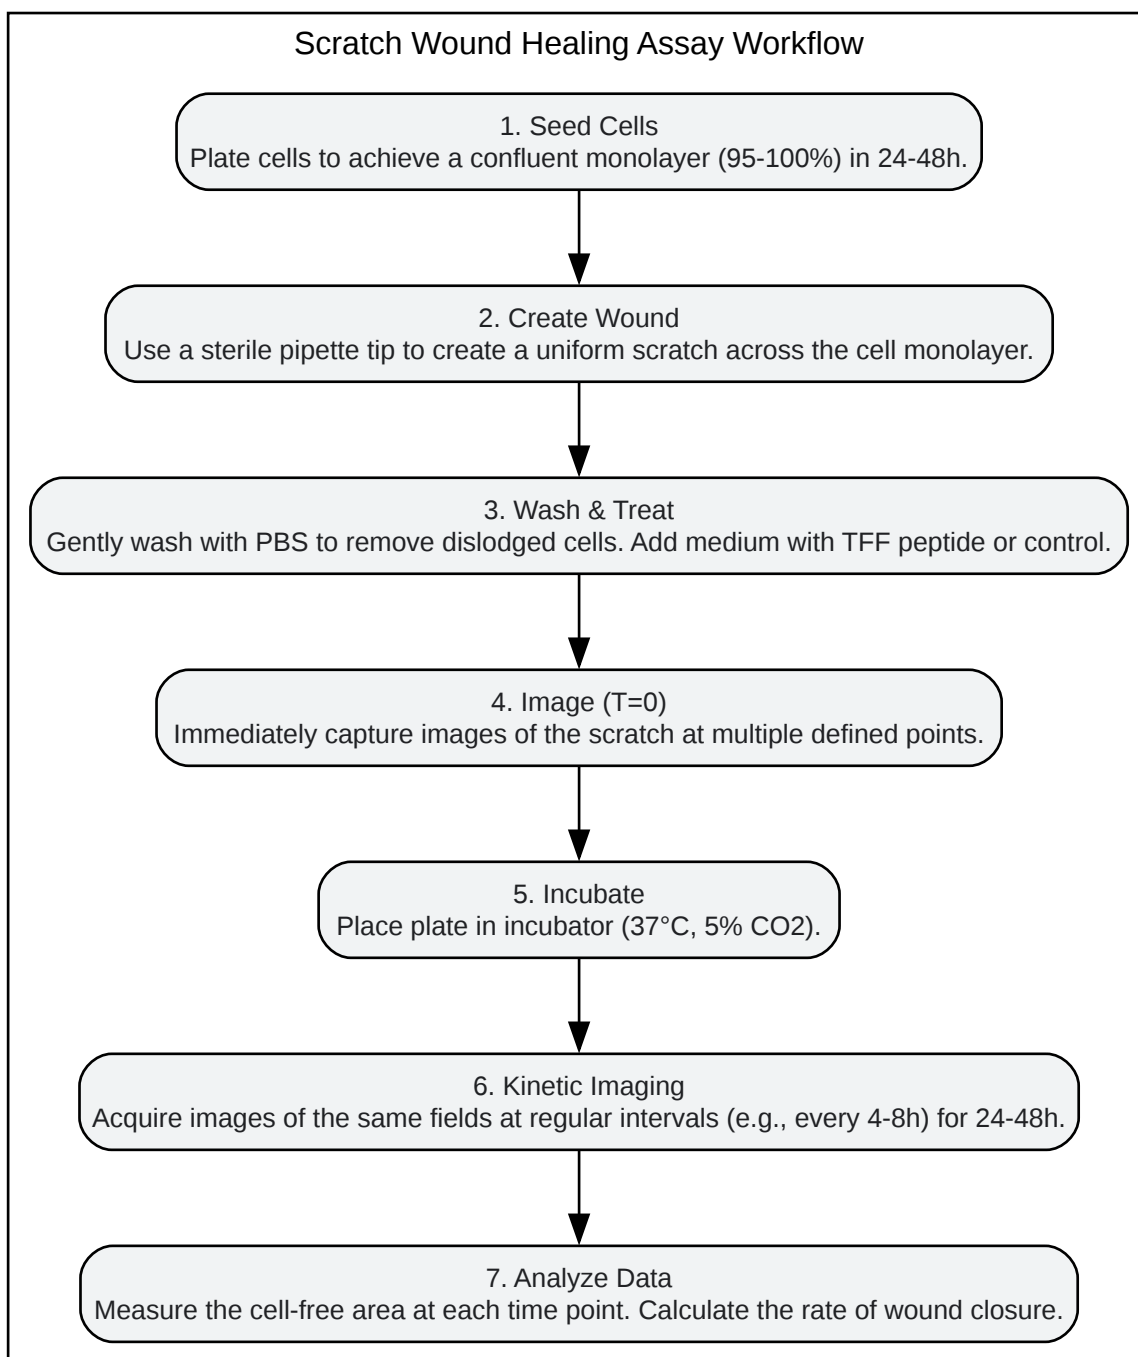 Scratch Wound Healing Assay Workflow
1. Seed Cells
Plate cells to achieve a confluent monolayer (95-100%) in 24-48h.
2. Create Wound
Use a sterile pipette tip to create a uniform scratch across the cell monolayer.
3. Wash & Treat
Gently wash with PBS to remove dislodged cells. Add medium with TFF peptide or control.
4. Image (T=0)
Immediately capture images of the scratch at multiple defined points.
5. Incubate
Place plate in incubator (37°C, 5% CO2).
6. Kinetic Imaging
Acquire images of the same fields at regular intervals (e.g., every 4-8h) for 24-48h.
7. Analyze Data
Measure the cell-free area at each time point. Calculate the rate of wound closure.